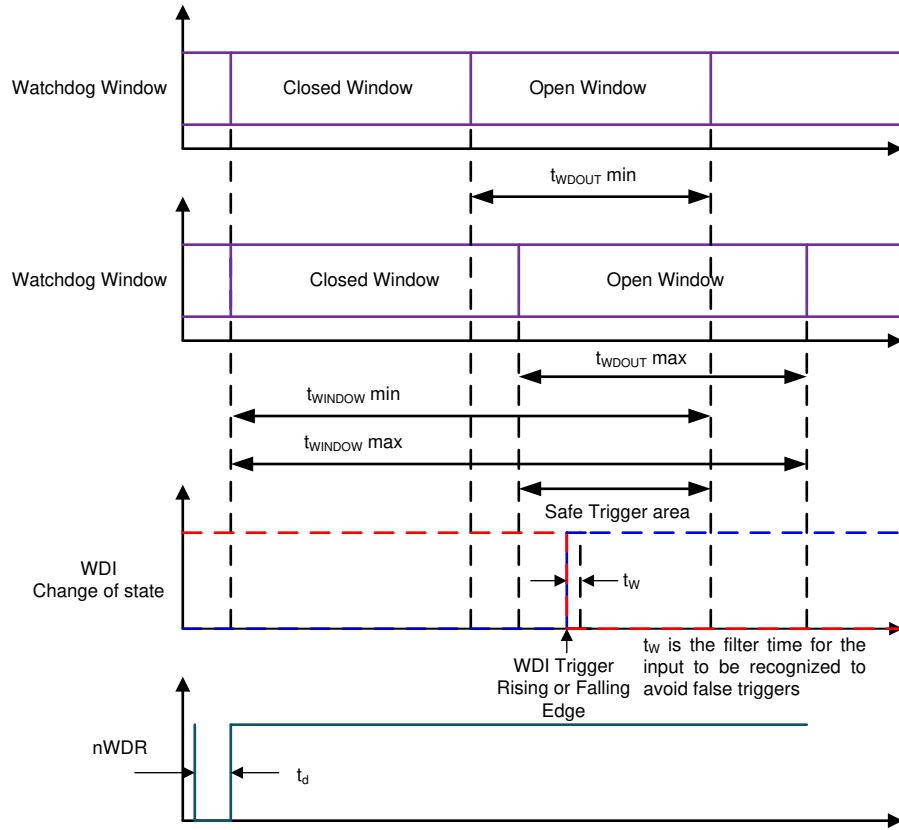 Watchdog Window
Closed Window
Open Window
tWDOUT min
Watchdog Window
Closed Window
Open Window
tWDOUT max
tWINDOW min
tWINDOW max
Safe Trigger area
WDI
Change of state
tW
WDI Trigger
Rising or Falling
Edge
tW is the filter time for the
input to be recognized to
avoid false triggers
nWDR
td